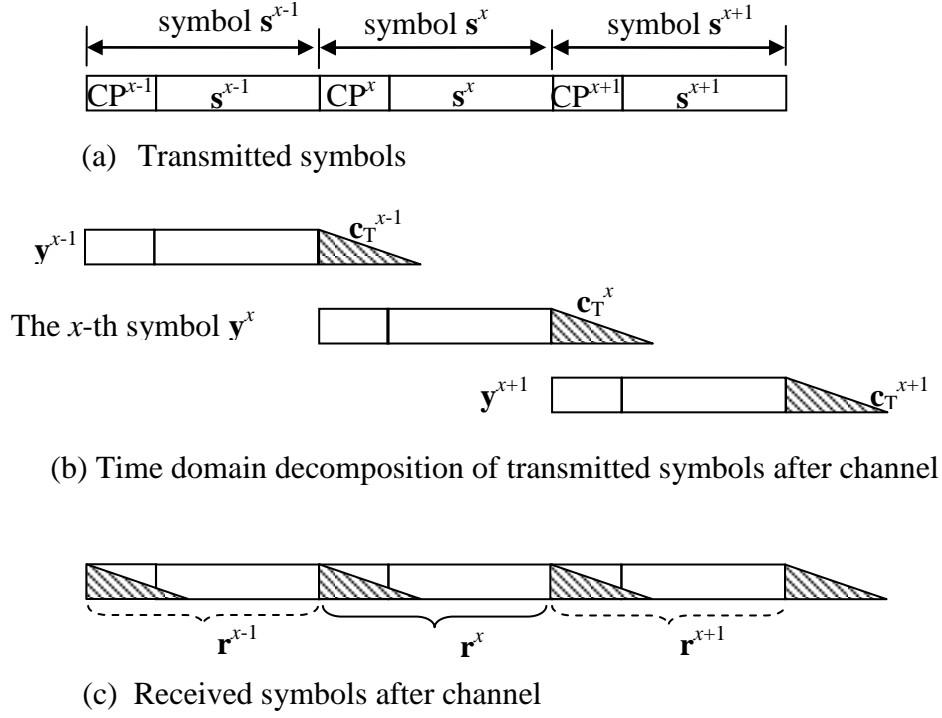 symbol s^{x-1} symbol s^{x} symbol s^{x+1}
CP^{x-1} s^{x-1} CP^{x} s^{x} CP^{x+1} s^{x+1}
(a) Transmitted symbols
y^{x-1} c_T^{x-1}
The x-th symbol y^{x} c_T^{x}
y^{x+1} c_T^{x+1}
(b) Time domain decomposition of transmitted symbols after channel
r^{x-1} r^{x} r^{x+1}
(c) Received symbols after channel